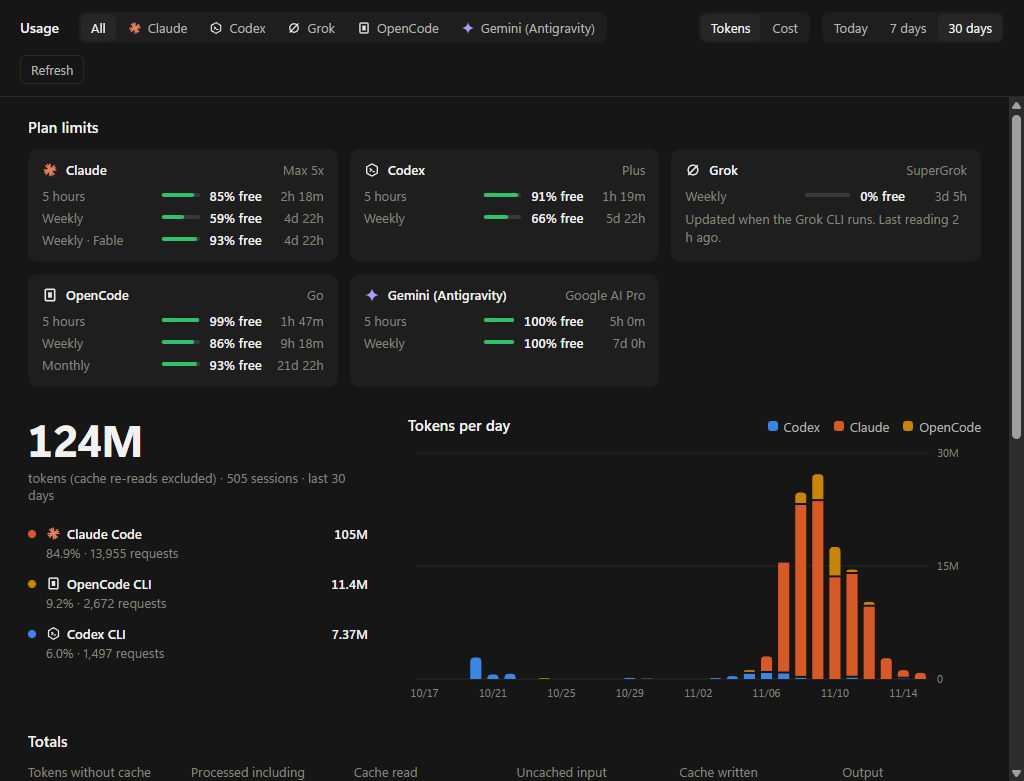 Usage
All
Claude
Codex
Grok
OpenCode
Gemini (Antigravity)
Tokens
Cost
Today
7 days
30 days
Refresh
Plan limits
Claude Max 5x
5 hours 85% free 2h 18m
Weekly 59% free 4d 22h
Weekly · Fable 93% free 4d 22h
Codex Plus
5 hours 91% free 1h 19m
Weekly 66% free 5d 22h
Grok SuperGrok
Weekly 0% free 3d 5h
Updated when the Grok CLI runs. Last reading 2
h ago.
OpenCode Go
5 hours 99% free 1h 47m
Weekly 86% free 9h 18m
Monthly 93% free 21d 22h
Gemini (Antigravity) Google AI Pro
5 hours 100% free 5h 0m
Weekly 100% free 7d 0h
124M
tokens (cache re-reads excluded) · 505 sessions · last 30
days
Claude Code 105M
84.9% · 13,955 requests
OpenCode CLI 11.4M
9.2% · 2,672 requests
Codex CLI 7.37M
6.0% · 1,497 requests
Tokens per day
Codex Claude OpenCode
30M
15M
0
10/17 10/21 10/25 10/29 11/02 11/06 11/10 11/14
Totals
Tokens without cache Processed including Cache read Uncached input Cache written Output